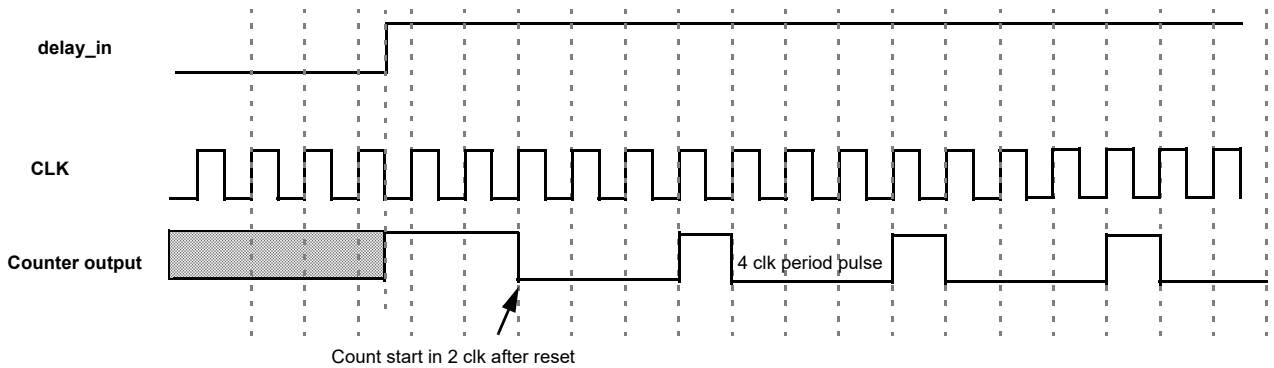 delay_in
CLK
Counter output
4 clk period pulse
Count start in 2 clk after reset